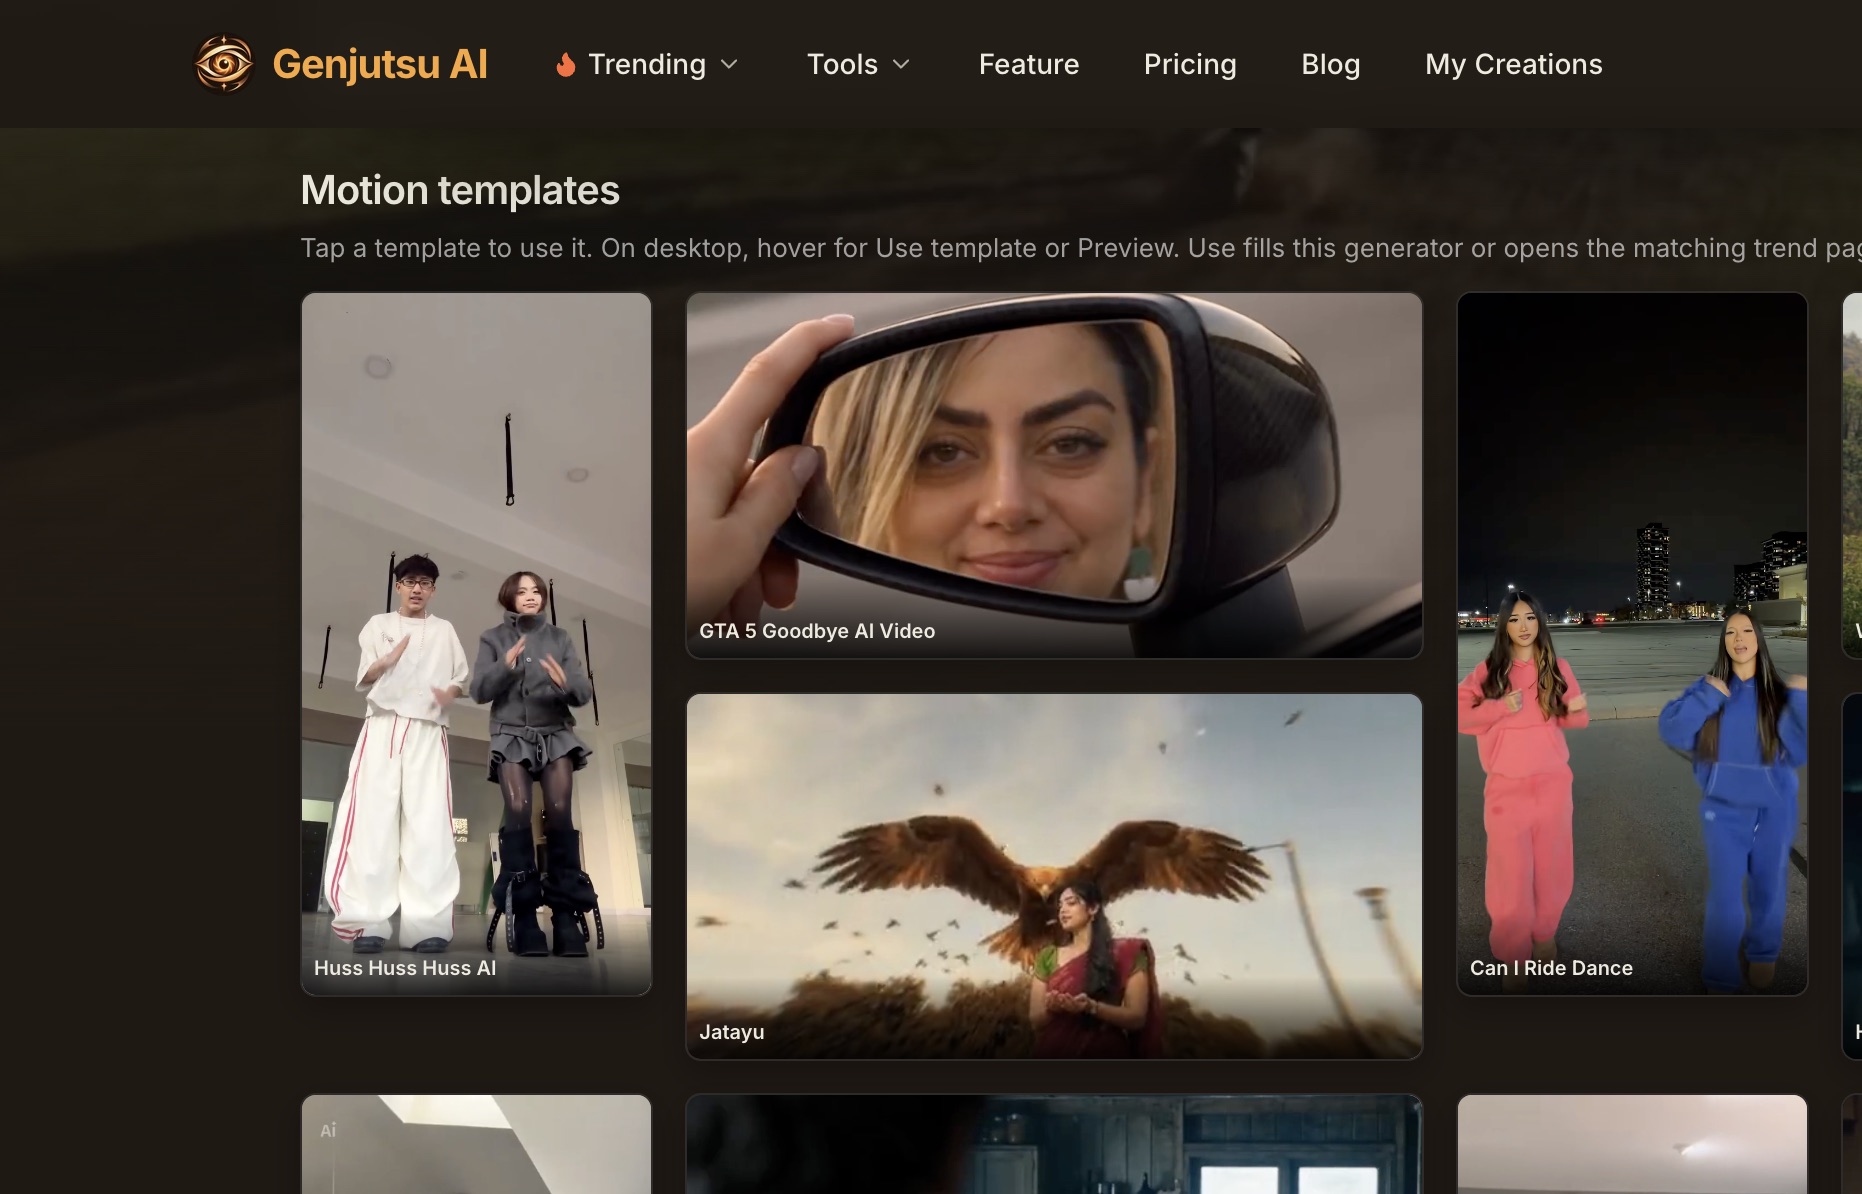 Genjutsu AI
Trending
Tools
Feature
Pricing
Blog
My Creations
Motion templates
Tap a template to use it. On desktop, hover for Use template or Preview. Use fills this generator or opens the matching trend
Huss Huss Huss AI
GTA 5 Goodbye AI Video
Jatayu
Can I Ride Dance
Ai